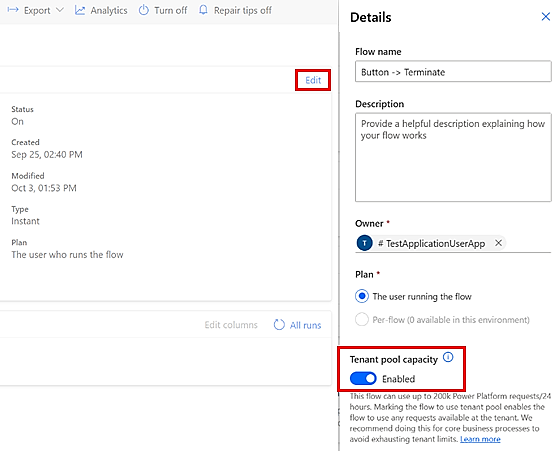 Export Analytics Turn off Repair tips off
Edit
Status
On
Created
Sep 25, 02:40 PM
Modified
Oct 3, 01:53 PM
Type
Instant
Plan
The user who runs the flow
Edit columns All runs
Details
Flow name
Button -> Terminate
Description
Provide a helpful description explaining how
your flow works
Owner *
T # TestApplicationUserApp
Plan *
The user running the flow
Per-flow (0 available in this environment)
Tenant pool capacity
Enabled
This flow can use up to 200k Power Platform requests/24
hours. Marking the flow to use tenant pool enables the
flow to use any requests available at the tenant. We
recommend doing this for core business processes to
avoid exhausting tenant limits. Learn more